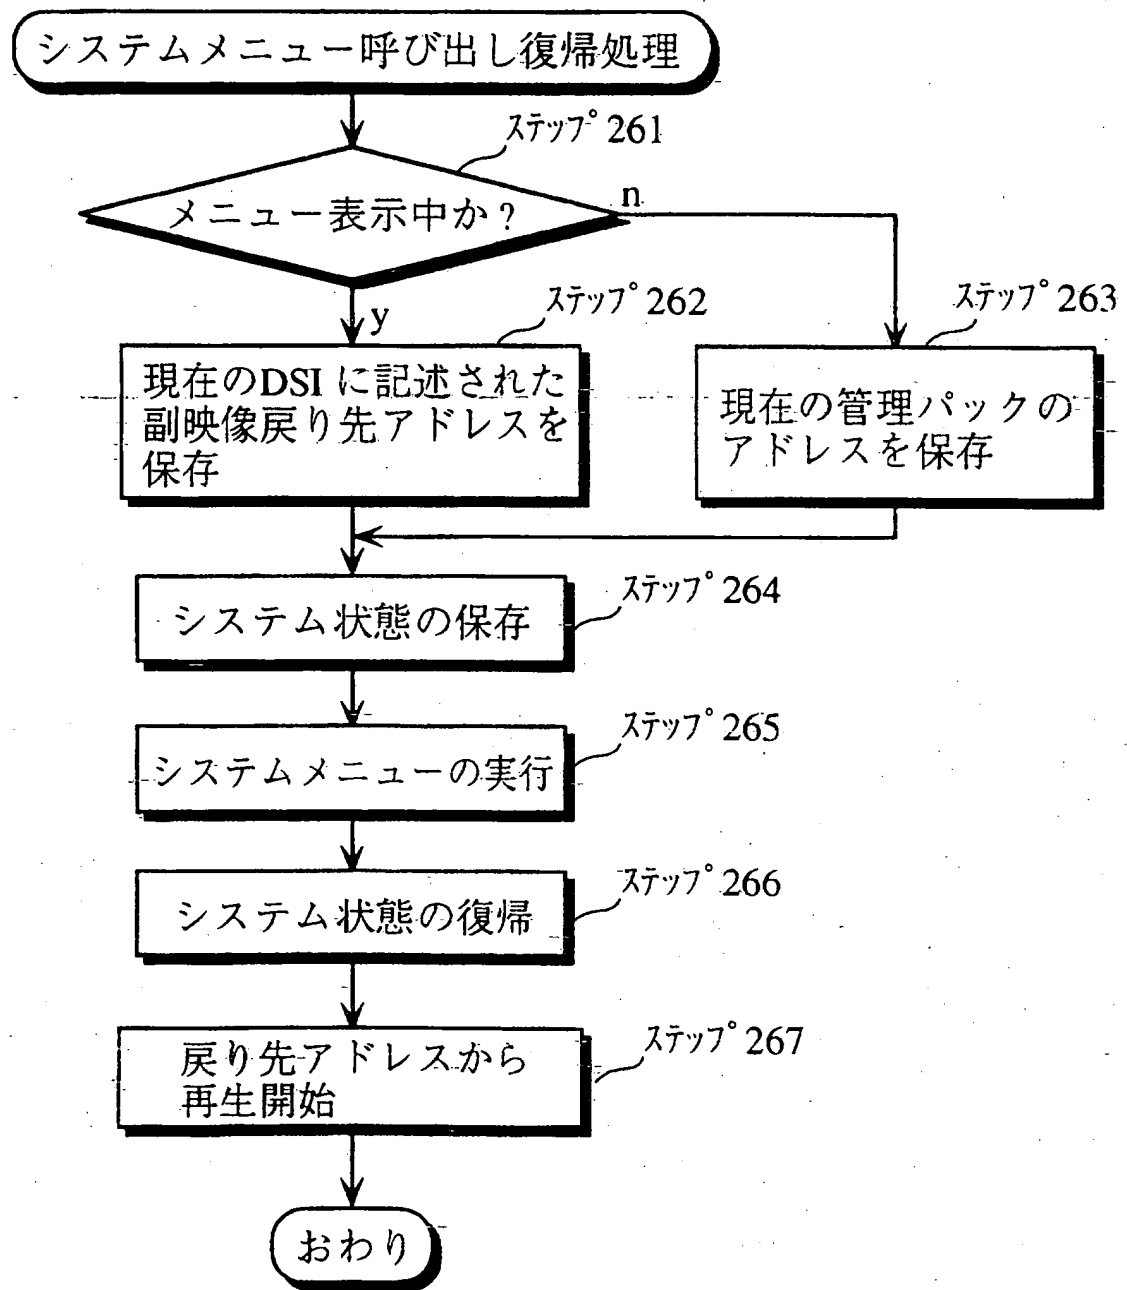 システムメニュー呼び出し復帰処理
ステップ261
メニュー表示中か?
n
y
ステップ262
現在のDSIに記述された
副映像戻り先アドレスを
保存
ステップ263
現在の管理パックの
アドレスを保存
ステップ264
システム状態の保存
ステップ265
システムメニューの実行
ステップ266
システム状態の復帰
ステップ267
戻り先アドレスから
再生開始
おわり